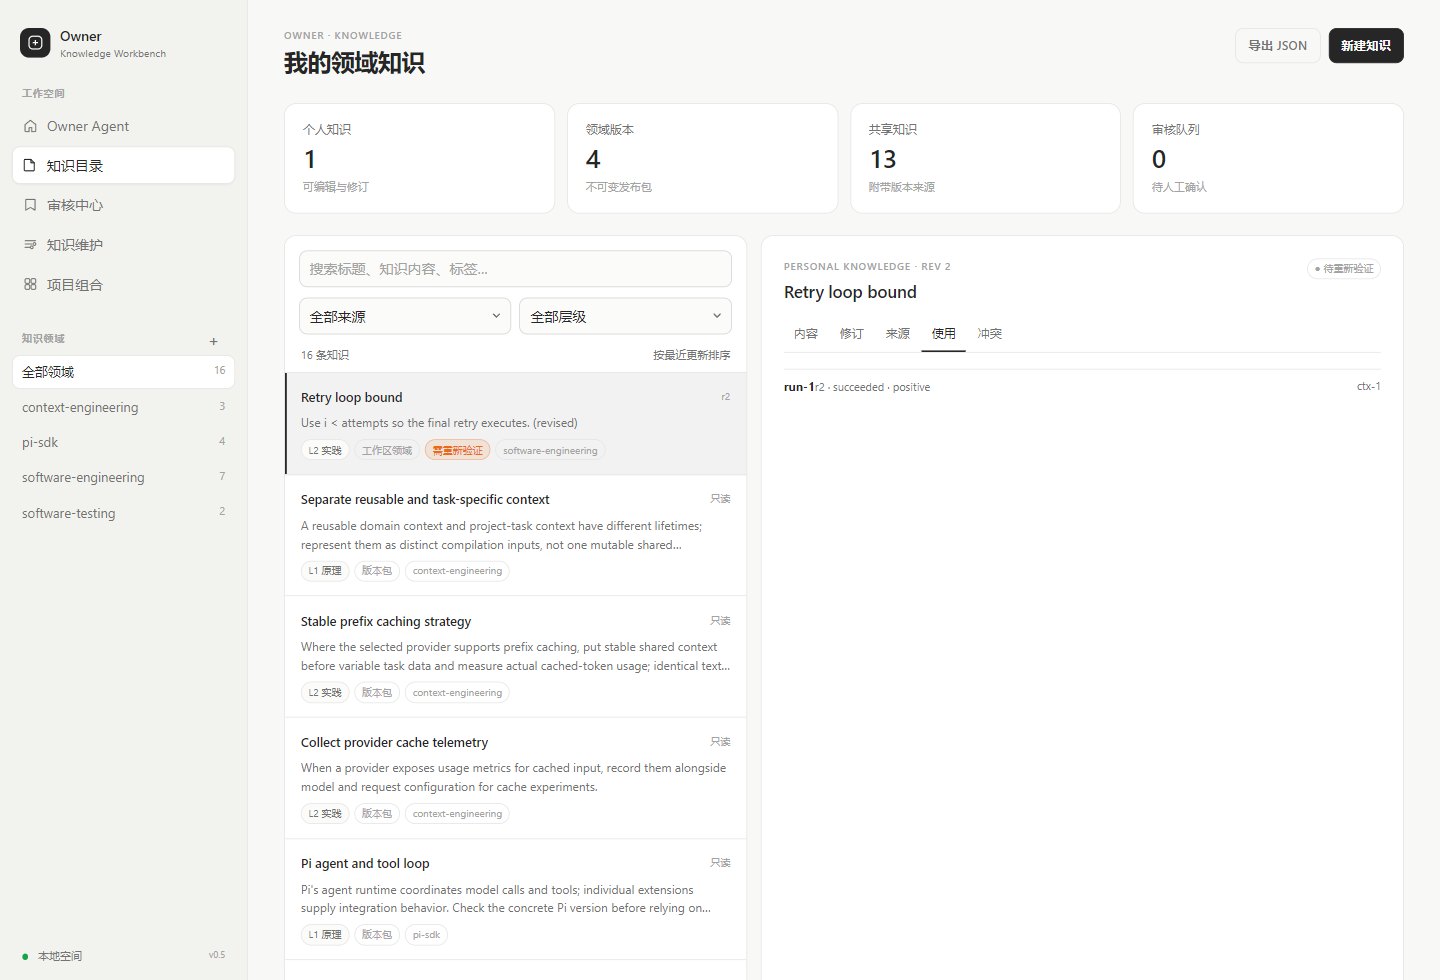 Owner
Knowledge Workbench
工作空间
Owner Agent
知识目录
审核中心
知识维护
项目组合
知识领域 +
全部领域 16
context-engineering 3
pi-sdk 4
software-engineering 7
software-testing 2
本地空间 v0.5
OWNER · KNOWLEDGE
我的领域知识
导出 JSON
新建知识
个人知识
1
可编辑与修订
领域版本
4
不可变发布包
共享知识
13
附带版本来源
审核队列
0
待人工确认
搜索标题、知识内容、标签...
全部来源
全部层级
16 条知识
按最近更新排序
Retry loop bound r2
Use i < attempts so the final retry executes. (revised)
L2 实践 工作区领域 需重新验证 software-engineering
Separate reusable and task-specific context 只读
A reusable domain context and project-task context have different lifetimes;
represent them as distinct compilation inputs, not one mutable shared...
L1 原理 版本包 context-engineering
Stable prefix caching strategy 只读
Where the selected provider supports prefix caching, put stable shared context
before variable task data and measure actual cached-token usage; identical text...
L2 实践 版本包 context-engineering
Collect provider cache telemetry 只读
When a provider exposes usage metrics for cached input, record them alongside
model and request configuration for cache experiments.
L2 实践 版本包 context-engineering
Pi agent and tool loop 只读
Pi's agent runtime coordinates model calls and tools; individual extensions
supply integration behavior. Check the concrete Pi version before relying on...
L1 原理 版本包 pi-sdk
PERSONAL KNOWLEDGE · REV 2
待重新验证
Retry loop bound
内容 修订 来源 使用 冲突
run-1r2 · succeeded · positive ctx-1